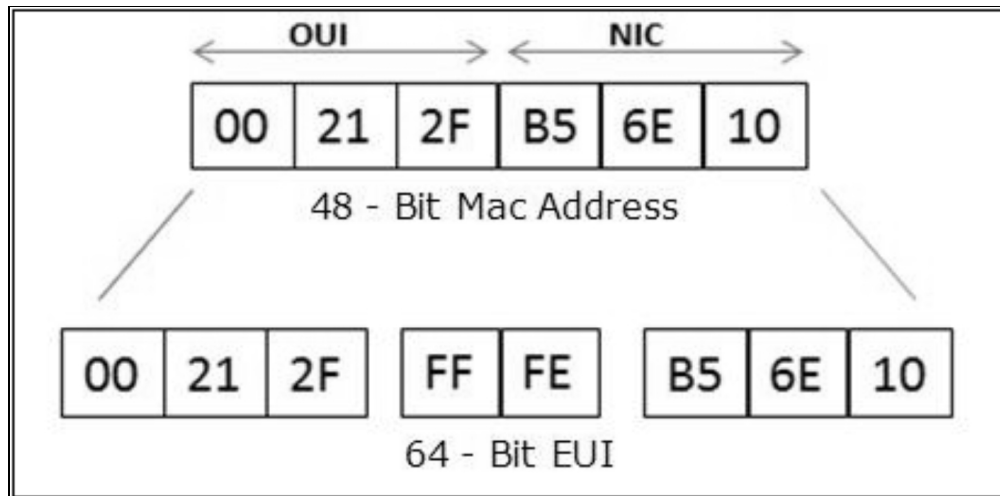 OUI NIC
00 21 2F B5 6E 10
48 - Bit Mac Address
00 21 2F FF FE B5 6E 10
64 - Bit EUI